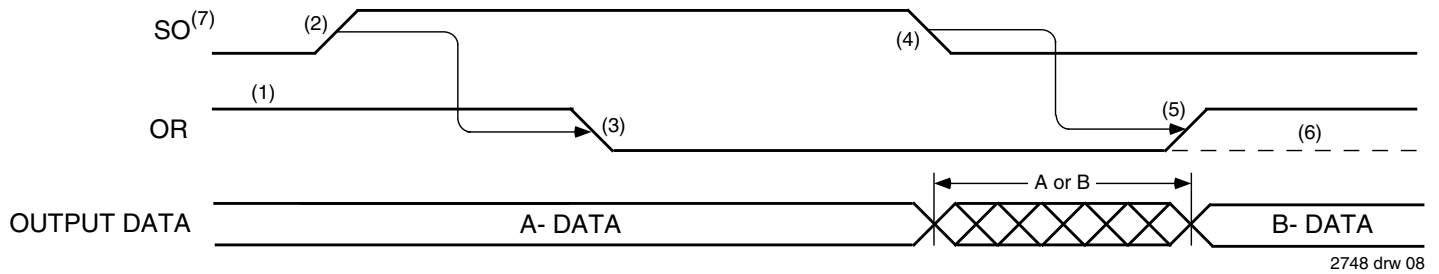 SO(7)
(2)
(4)
(1)
OR
(3)
(5)
(6)
A or B
OUTPUT DATA
A- DATA
B- DATA
2748 drw 08